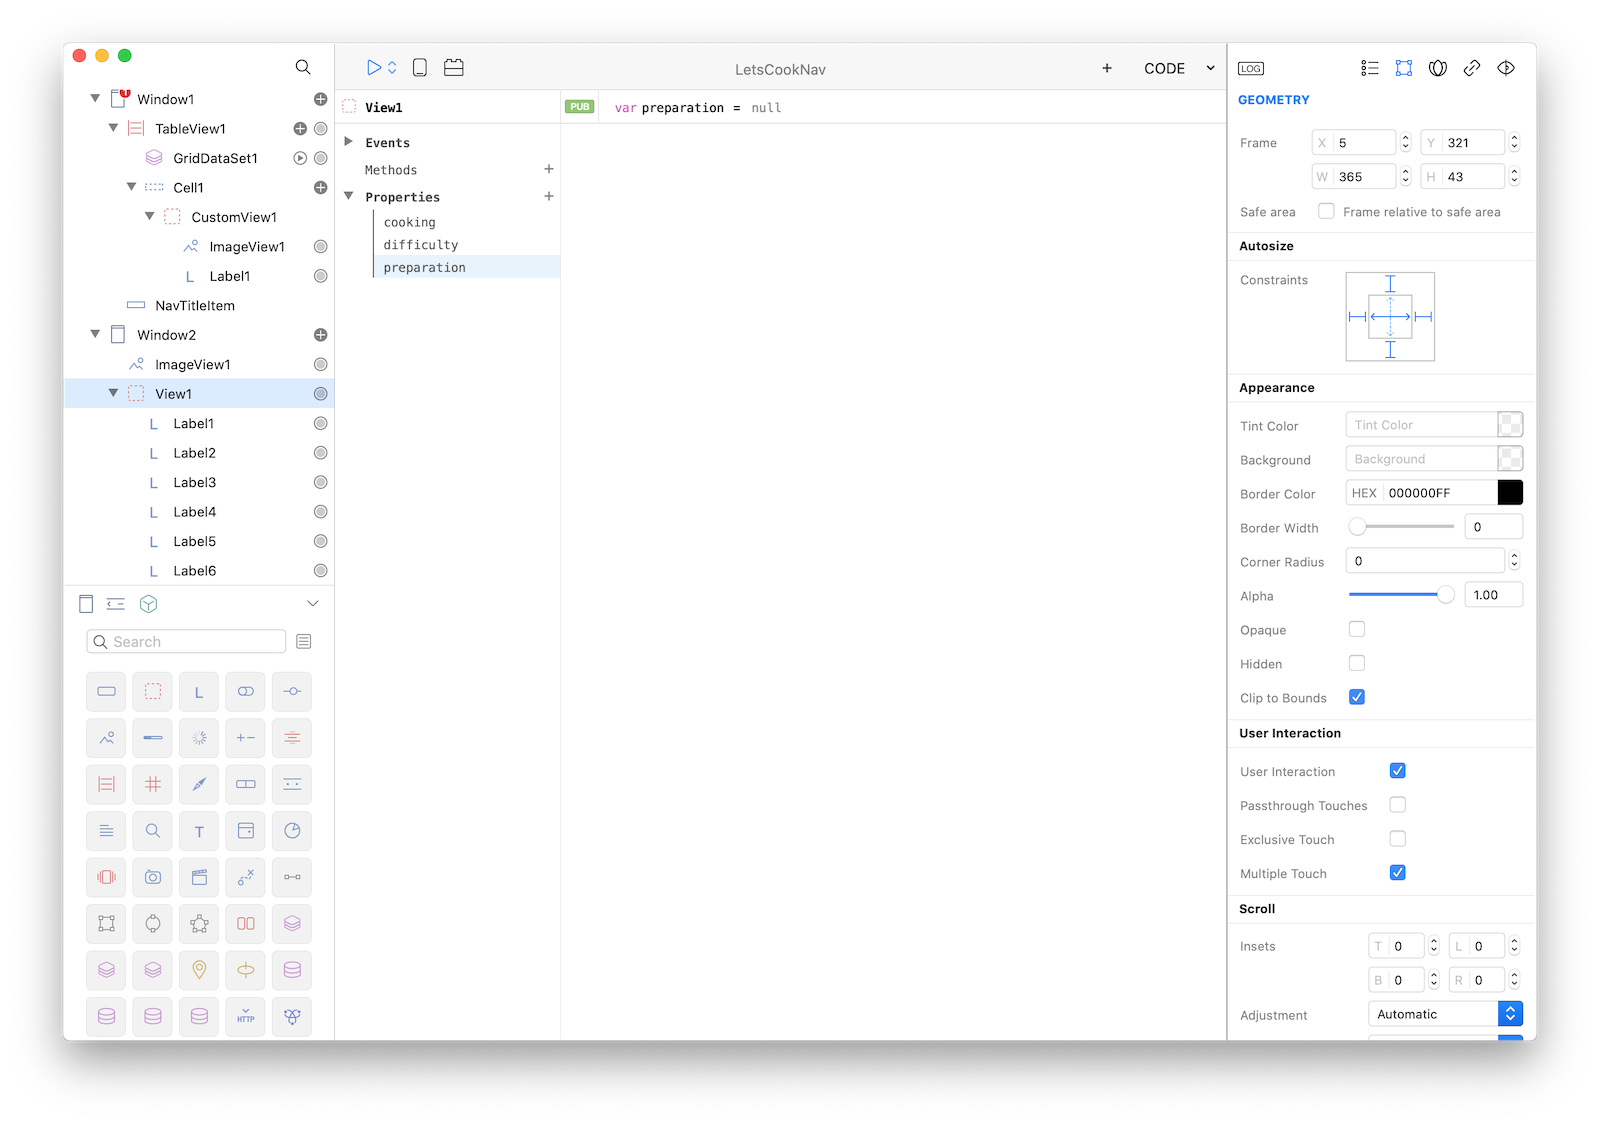 LetsCookNav
CODE
LOG
1
Window1
TableView1
GridDataSet1
Cell1
CustomView1
ImageView1
L Label1
NavTitleItem
Window2
ImageView1
View1
L Label1
L Label2
L Label3
L Label4
L Label5
L Label6
Search
L
T
HTTP
View1
Events
Methods
Properties
cooking
difficulty
preparation
PUB var preparation = null
GEOMETRY
Frame X 5 Y 321
W 365 H 43
Safe area Frame relative to safe area
Autosize
Constraints
Appearance
Tint Color Tint Color
Background Background
Border Color HEX 000000FF
Border Width 0
Corner Radius 0
Alpha 1.00
Opaque
Hidden
Clip to Bounds
User Interaction
User Interaction
Passthrough Touches
Exclusive Touch
Multiple Touch
Scroll
Insets T 0 L 0
B 0 R 0
Adjustment Automatic